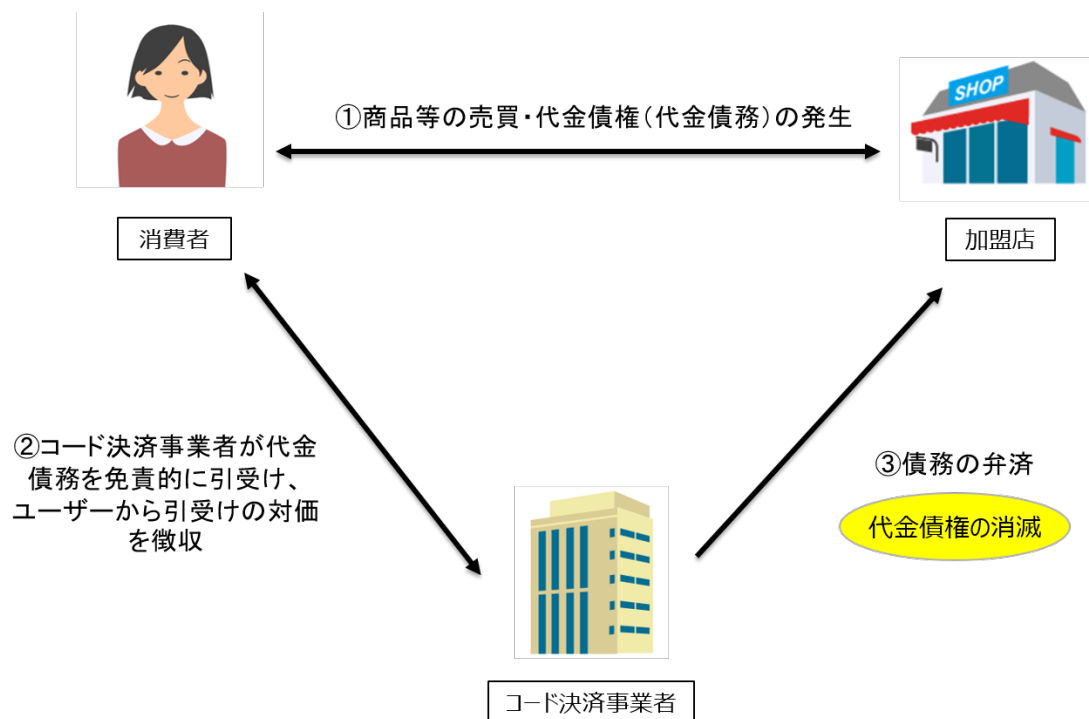 SHOP
①商品等の売買・代金債権(代金債務)の発生
消費者
加盟店
②コード決済事業者が代金
債務を免責的に引受け、
ユーザーから引受けの対価
を徴収
③債務の弁済
代金債権の消滅
コード決済事業者